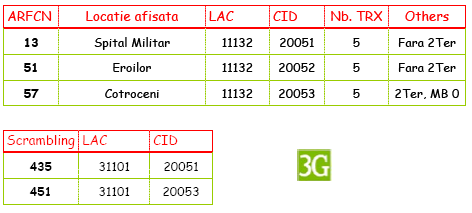 ARFCN Locatie afisata LAC CID Nb. TRX Others
13 Spital Militar 11132 20051 5 Fara 2Ter
51 Eroilor 11132 20052 5 Fara 2Ter
57 Cotroceni 11132 20053 5 2Ter, MB 0
Scrambling LAC CID
435 31101 20051
451 31101 20053
3G